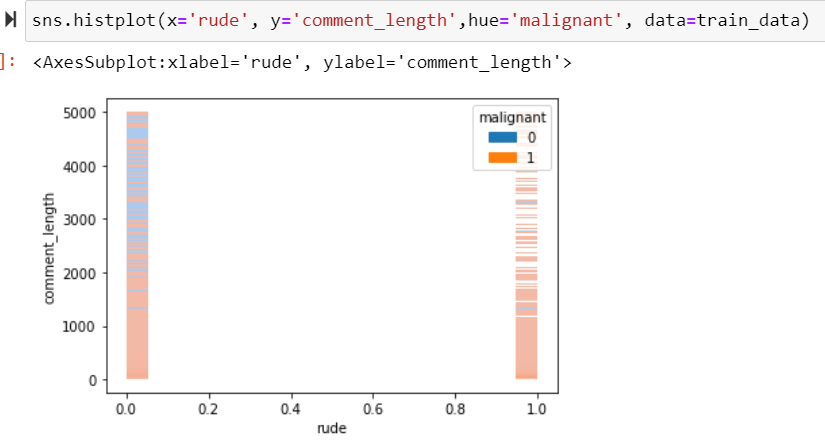 sns.histplot(x='rude', y='comment_length',hue='malignant', data=train_data)
]: <AxesSubplot:xlabel='rude', ylabel='comment_length'>
malignant
0
1
5000
4000
3000
2000
1000
0
comment_length
0.0 0.2 0.4 0.6 0.8 1.0
rude